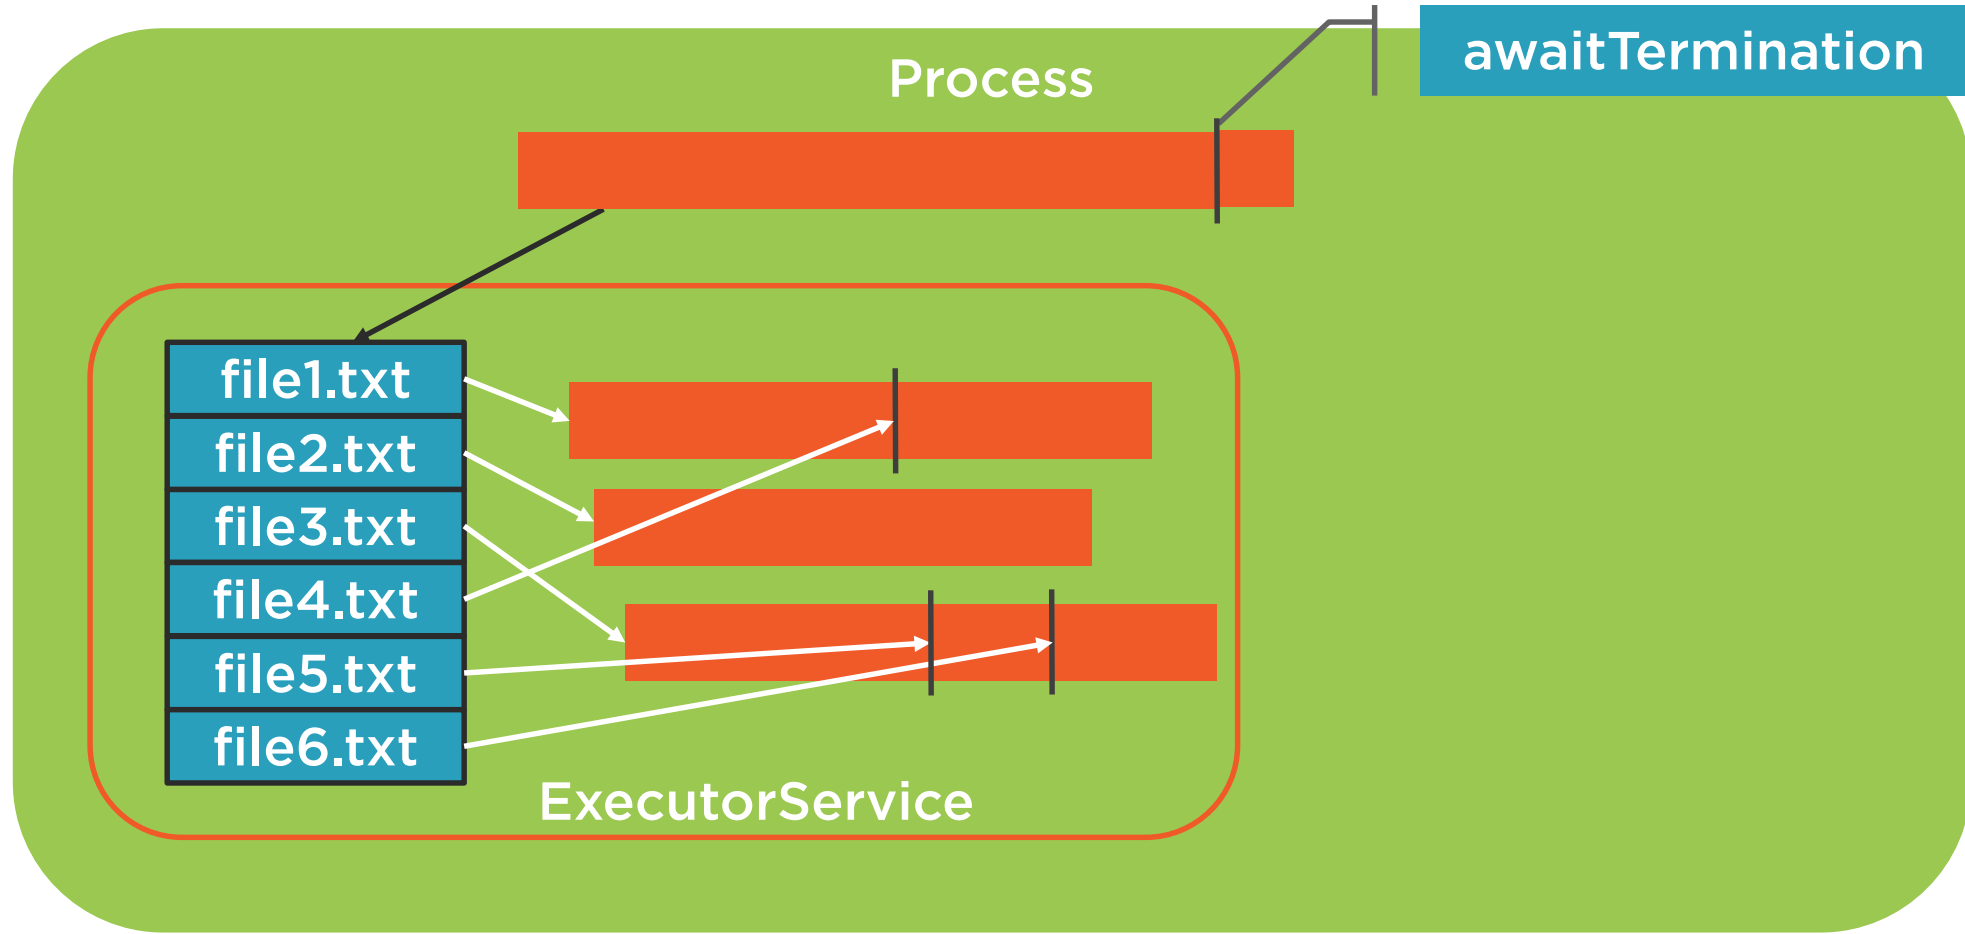 awaitTermination
Process
file1.txt
file2.txt
file3.txt
file4.txt
file5.txt
file6.txt
ExecutorService